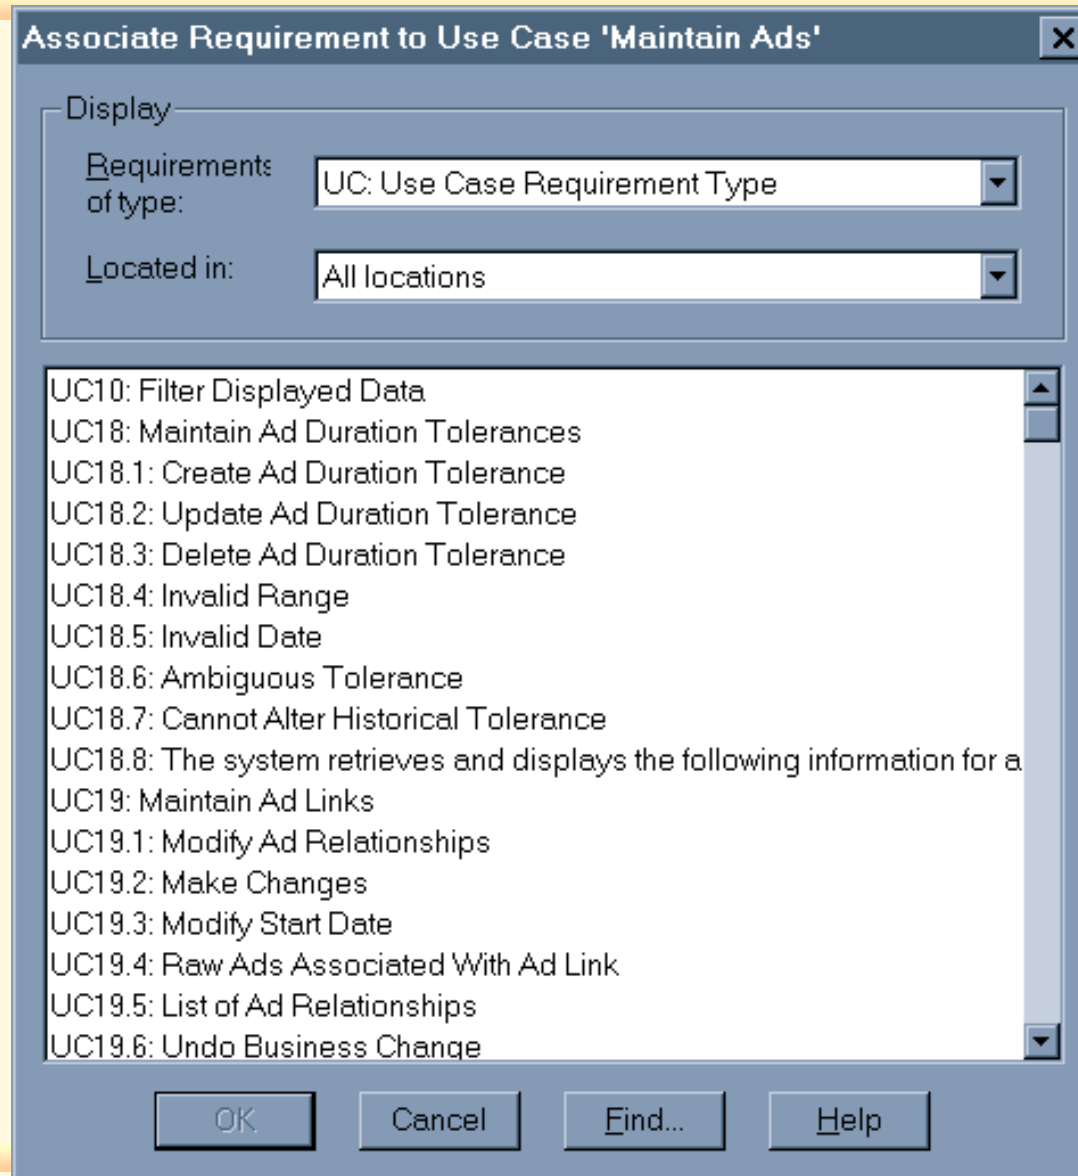 Associate Requirement to Use Case 'Maintain Ads'
Display
Requirements
of type:
UC: Use Case Requirement Type
Located in:
All locations
UC10: Filter Displayed Data
UC18: Maintain Ad Duration Tolerances
UC18.1: Create Ad Duration Tolerance
UC18.2: Update Ad Duration Tolerance
UC18.3: Delete Ad Duration Tolerance
UC18.4: Invalid Range
UC18.5: Invalid Date
UC18.6: Ambiguous Tolerance
UC18.7: Cannot Alter Historical Tolerance
UC18.8: The system retrieves and displays the following information for a
UC19: Maintain Ad Links
UC19.1: Modify Ad Relationships
UC19.2: Make Changes
UC19.3: Modify Start Date
UC19.4: Raw Ads Associated With Ad Link
UC19.5: List of Ad Relationships
UC19.6: Undo Business Change
OK Cancel Find... Help